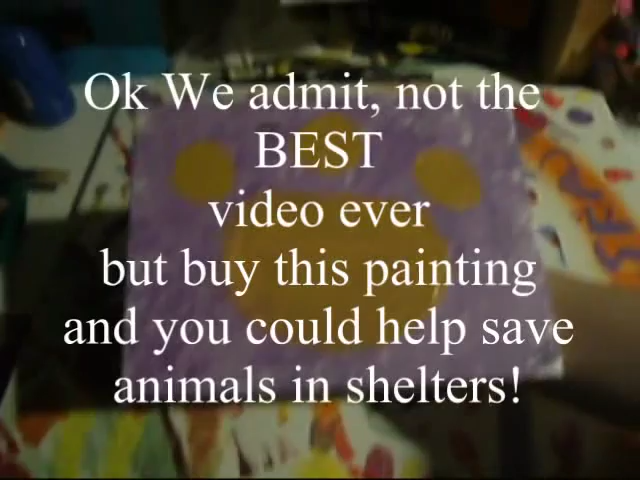 Ok We admit, not the
BEST
video ever
but buy this painting
and you could help save
animals in shelters!